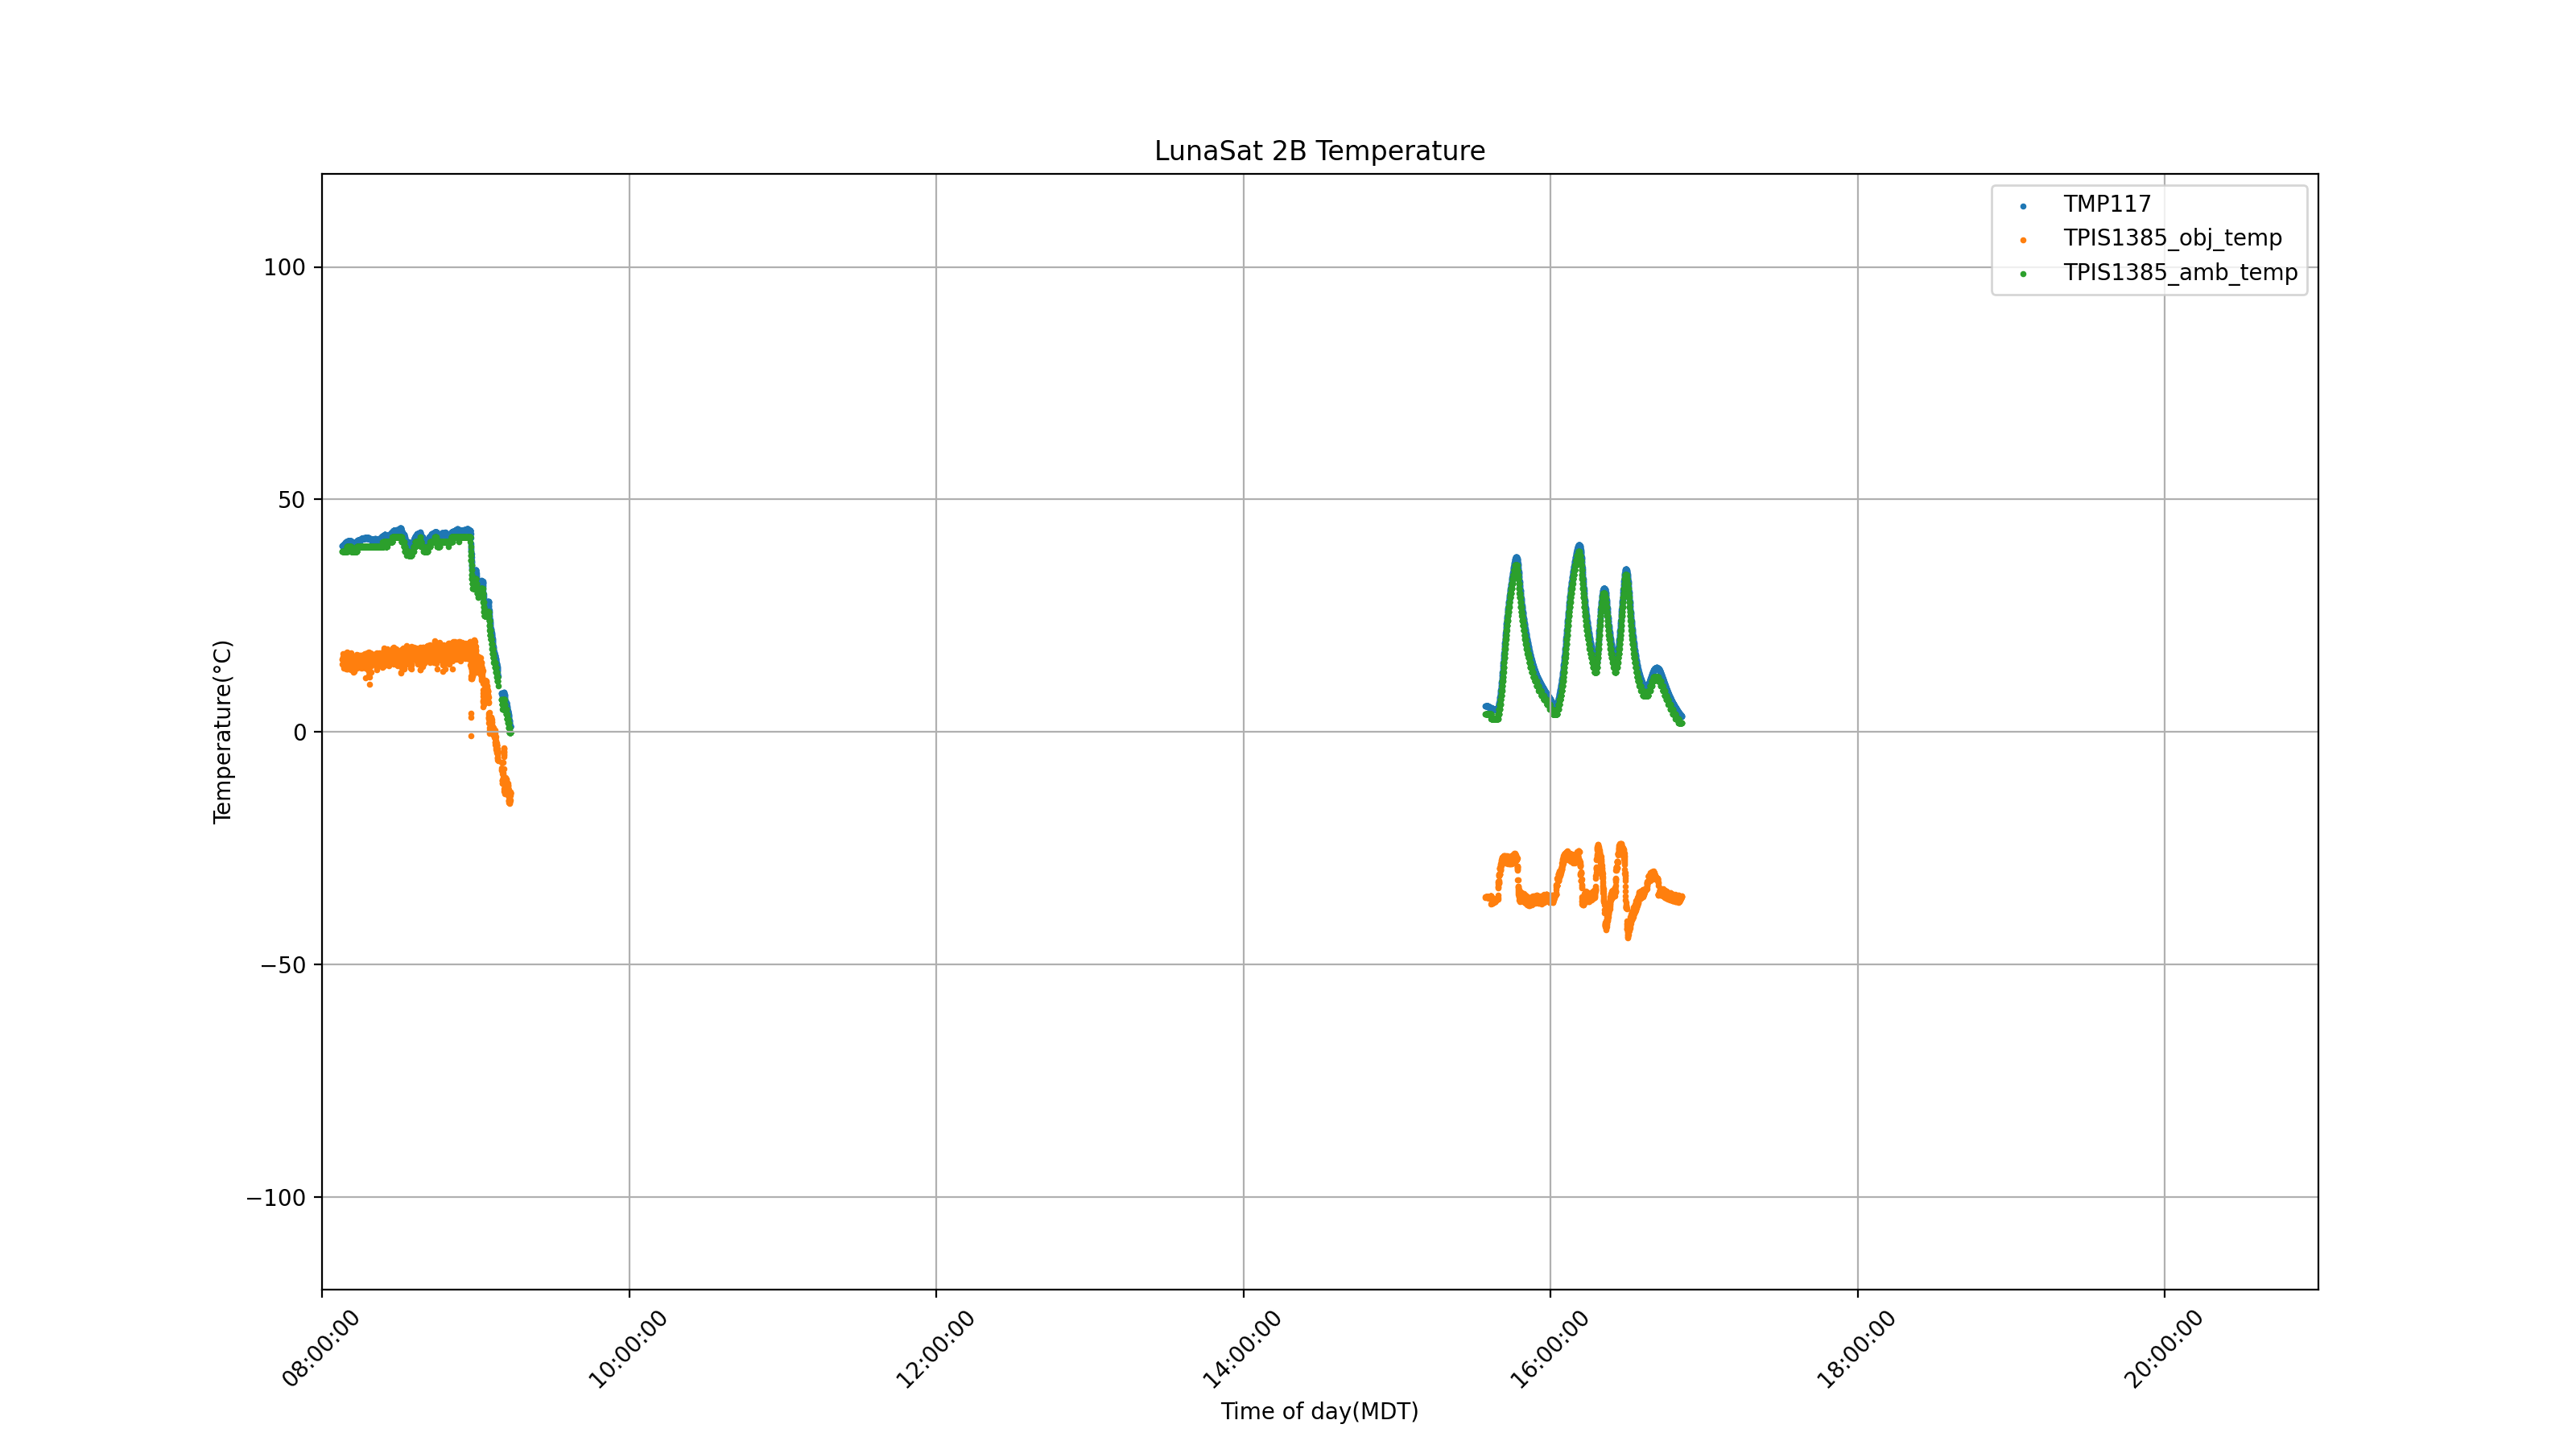 LunaSat 2B Temperature
TMP117
TPIS1385_obj_temp
TPIS1385_amb_temp
100
50
0
−50
−100
Temperature(°C)
08:00:00
10:00:00
12:00:00
14:00:00
16:00:00
18:00:00
20:00:00
Time of day(MDT)